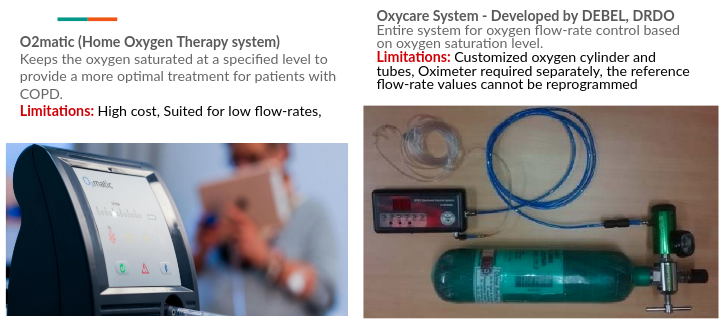 O2matic (Home Oxygen Therapy system)
Keeps the oxygen saturated at a specified level to
provide a more optimal treatment for patients with
COPD.
Limitations: High cost, Suited for low flow-rates,
O2matic
Oxycare System - Developed by DEBEL, DRDO
Entire system for oxygen flow-rate control based
on oxygen saturation level.
Limitations: Customized oxygen cylinder and
tubes, Oximeter required separately, the reference
flow-rate values cannot be reprogrammed